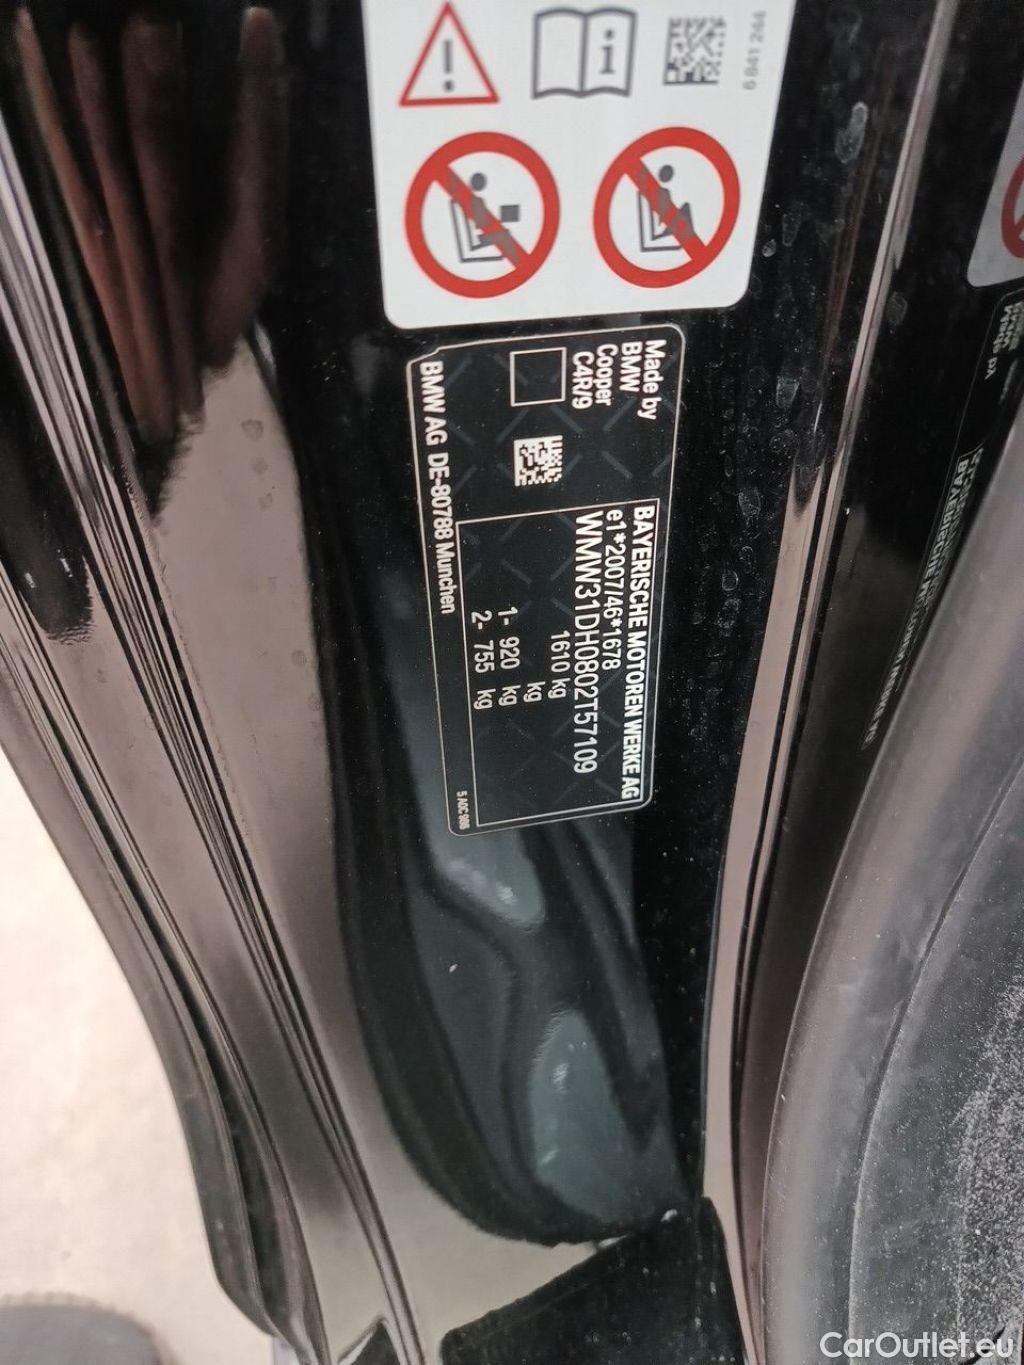 6 841 244
BAYERISCHE MOTOREN WERKE AG
e1*2007/46*1678
WMW31DH0802T57109
1610 kg
kg
1- 920 kg
2- 755 kg
Made by
BMW
Cooper
C4R/9
BMW AG DE-80788 Munchen
CarOutlet.eu